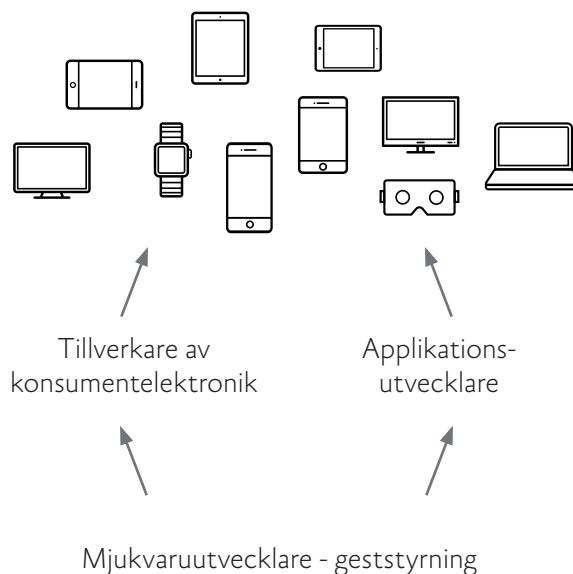 Tillverkare av
konsumentelektronik
Applikations-
utvecklare
Mjukvaruutvecklare - geststyrning